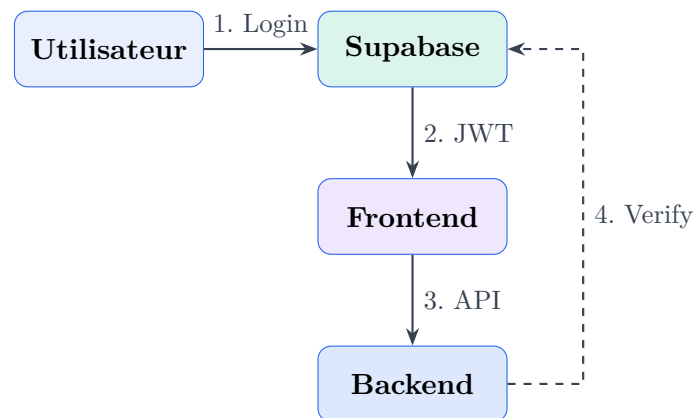 1. Login
Utilisateur
Supabase
2. JWT
Frontend
4. Verify
3. API
Backend